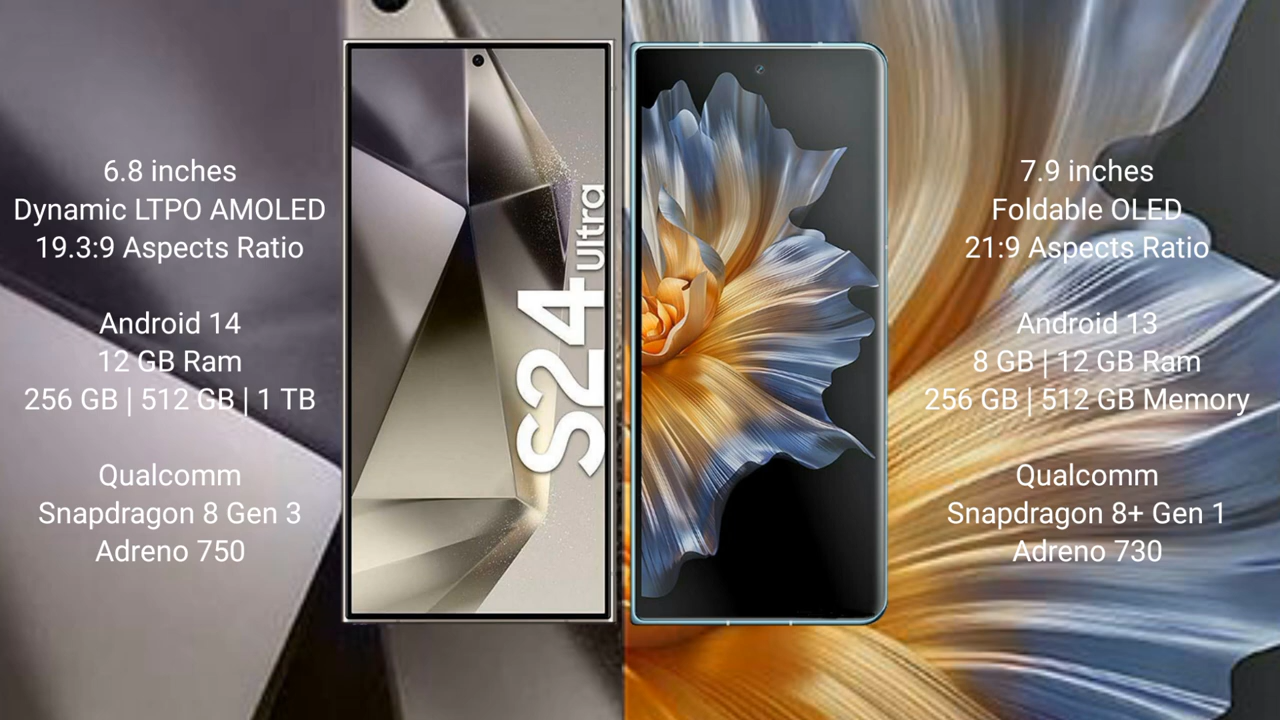 6.8 inches
Dynamic LTPO AMOLED
19.3:9 Aspects Ratio
Android 14
12 GB Ram
256 GB | 512 GB | 1 TB
Qualcomm
Snapdragon 8 Gen 3
Adreno 750
S24 ultra
7.9 inches
Foldable OLED
21:9 Aspects Ratio
Android 13
8 GB | 12 GB Ram
256 GB | 512 GB Memory
Qualcomm
Snapdragon 8+ Gen 1
Adreno 730